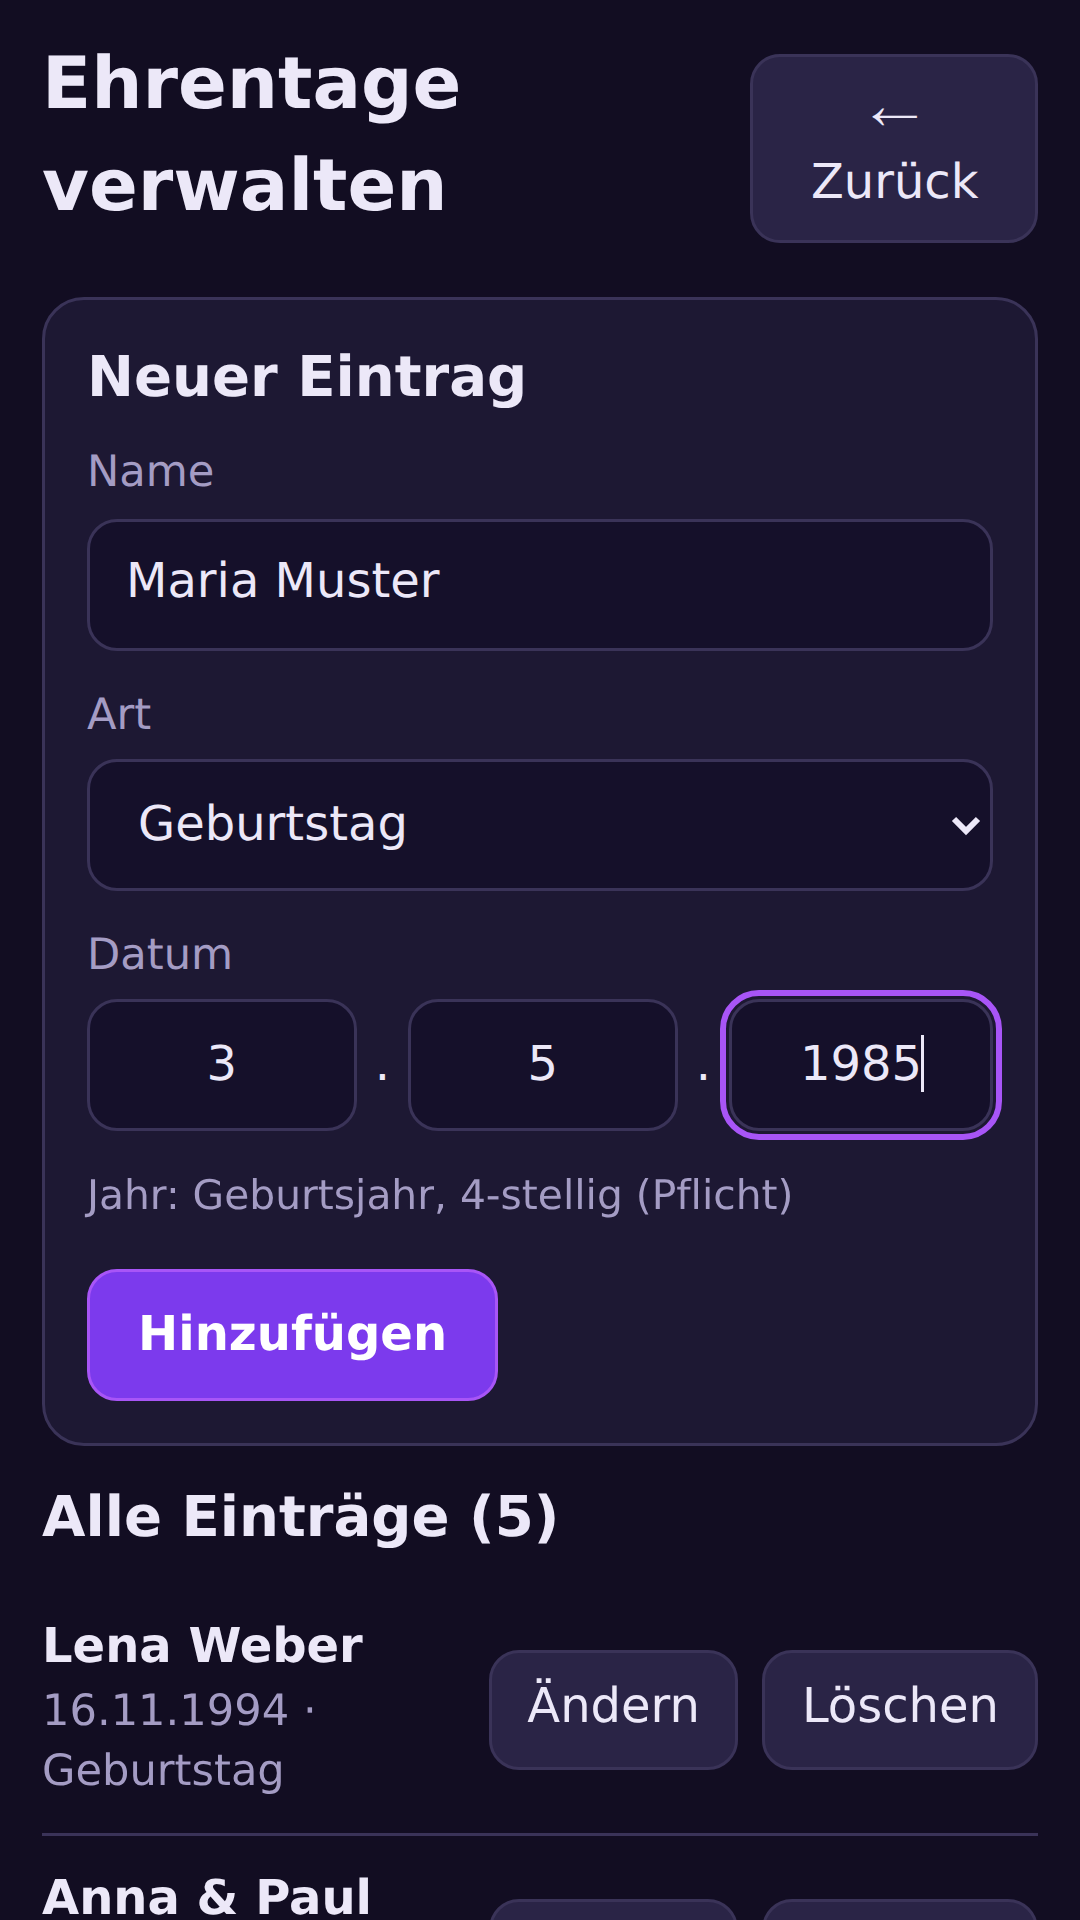 Ehrentage
verwalten
←
Zurück
Neuer Eintrag
Name
Maria Muster
Art
Geburtstag
Datum
3 . 5 . 1985
Jahr: Geburtsjahr, 4-stellig (Pflicht)
Hinzufügen
Alle Einträge (5)
Lena Weber
16.11.1994 ·
Geburtstag
Ändern
Löschen
Anna & Paul